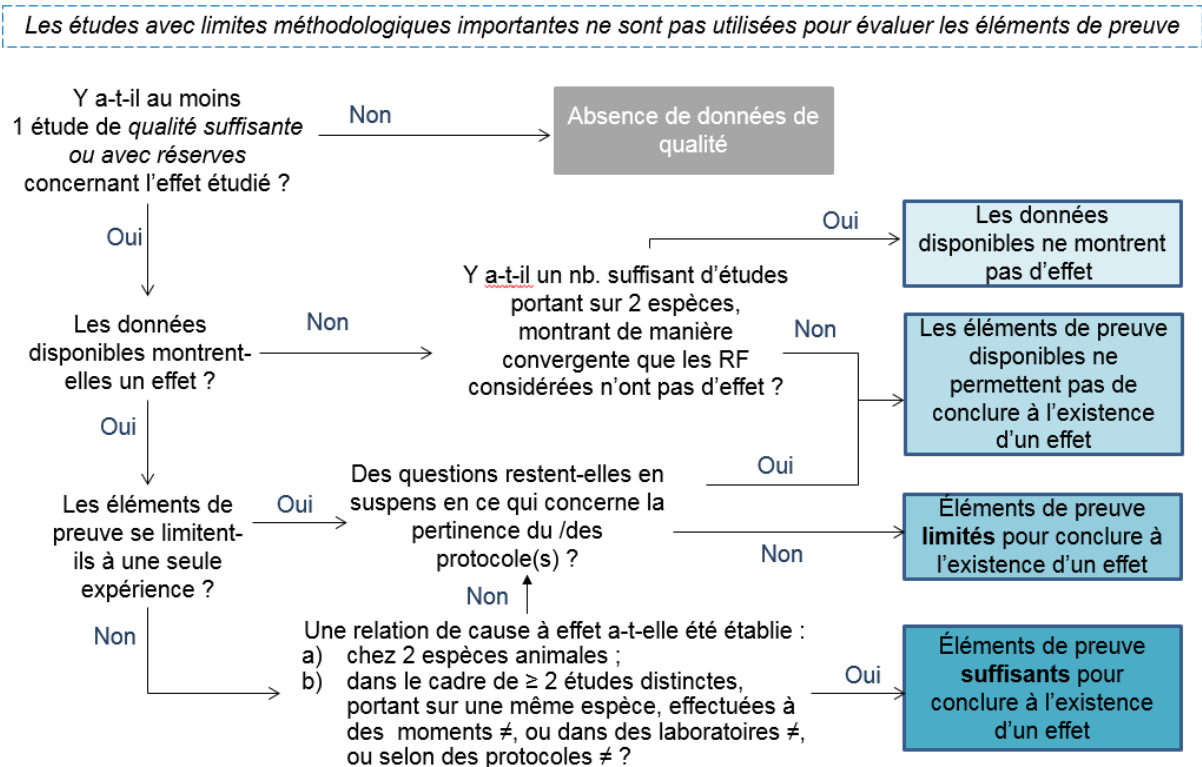 Les études avec limites méthodologiques importantes ne sont pas utilisées pour évaluer les éléments de preuve
Y a-t-il au moins
1 étude de qualité suffisante
ou avec réserves
concernant l'effet étudié ?
Non
Absence de données de
qualité
Oui
Oui
Les données
disponibles ne montrent
pas d'effet
Y a-t-il un nb. suffisant d'études
portant sur 2 espèces,
montrant de manière
convergente que les RF
considérées n'ont pas d'effet ?
Les données
disponibles montrent-
elles un effet ?
Non
Non
Les éléments de preuve
disponibles ne
permettent pas de
conclure à l'existence
d'un effet
Oui
Les éléments de
preuve se limitent-
ils à une seule
expérience ?
Oui
Des questions restent-elles en
suspens en ce qui concerne la
pertinence du /des
protocole(s) ?
Oui
Non
Éléments de preuve
limités pour conclure à
l'existence d'un effet
Non
Non
Une relation de cause à effet a-t-elle été établie :
a) chez 2 espèces animales ;
b) dans le cadre de ≥ 2 études distinctes,
portant sur une même espèce, effectuées à
des moments ≠, ou dans des laboratoires ≠,
ou selon des protocoles ≠ ?
Oui
Éléments de preuve
suffisants pour
conclure à l'existence
d'un effet